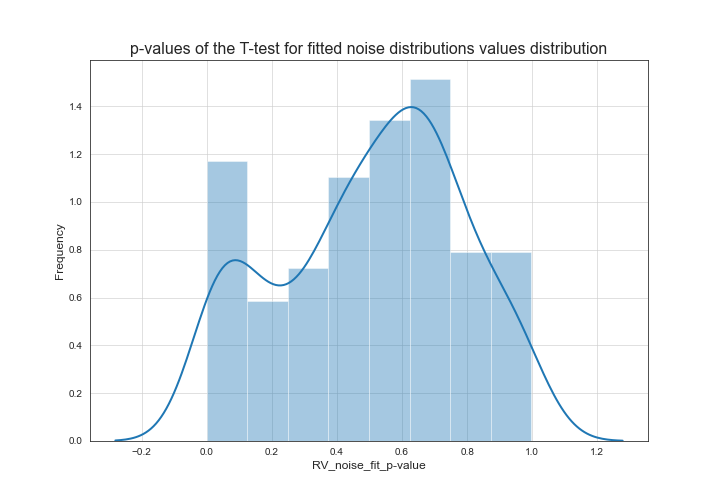 p-values of the T-test for fitted noise distributions values distribution
Frequency
1.4
1.2
1.0
0.8
0.6
0.4
0.2
0.0
−0.2 0.0 0.2 0.4 0.6 0.8 1.0 1.2
RV_noise_fit_p-value